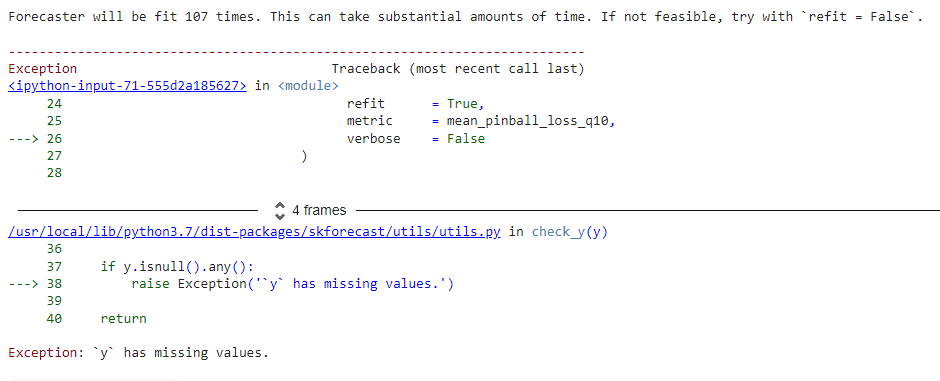 Forecaster will be fit 107 times. This can take substantial amounts of time. If not feasible, try with `refit = False`.
---------------------------------------------------------------------------
Exception                                 Traceback (most recent call last)
<ipython-input-71-555d2a185627> in <module>
     24                                     refit      = True,
     25                                     metric     = mean_pinball_loss_q10,
---> 26                                     verbose    = False
     27                               )
     28
4 frames
/usr/local/lib/python3.7/dist-packages/skforecast/utils/utils.py in check_y(y)
     36
     37     if y.isnull().any():
---> 38         raise Exception('`y` has missing values.')
     39
     40     return
Exception: `y` has missing values.